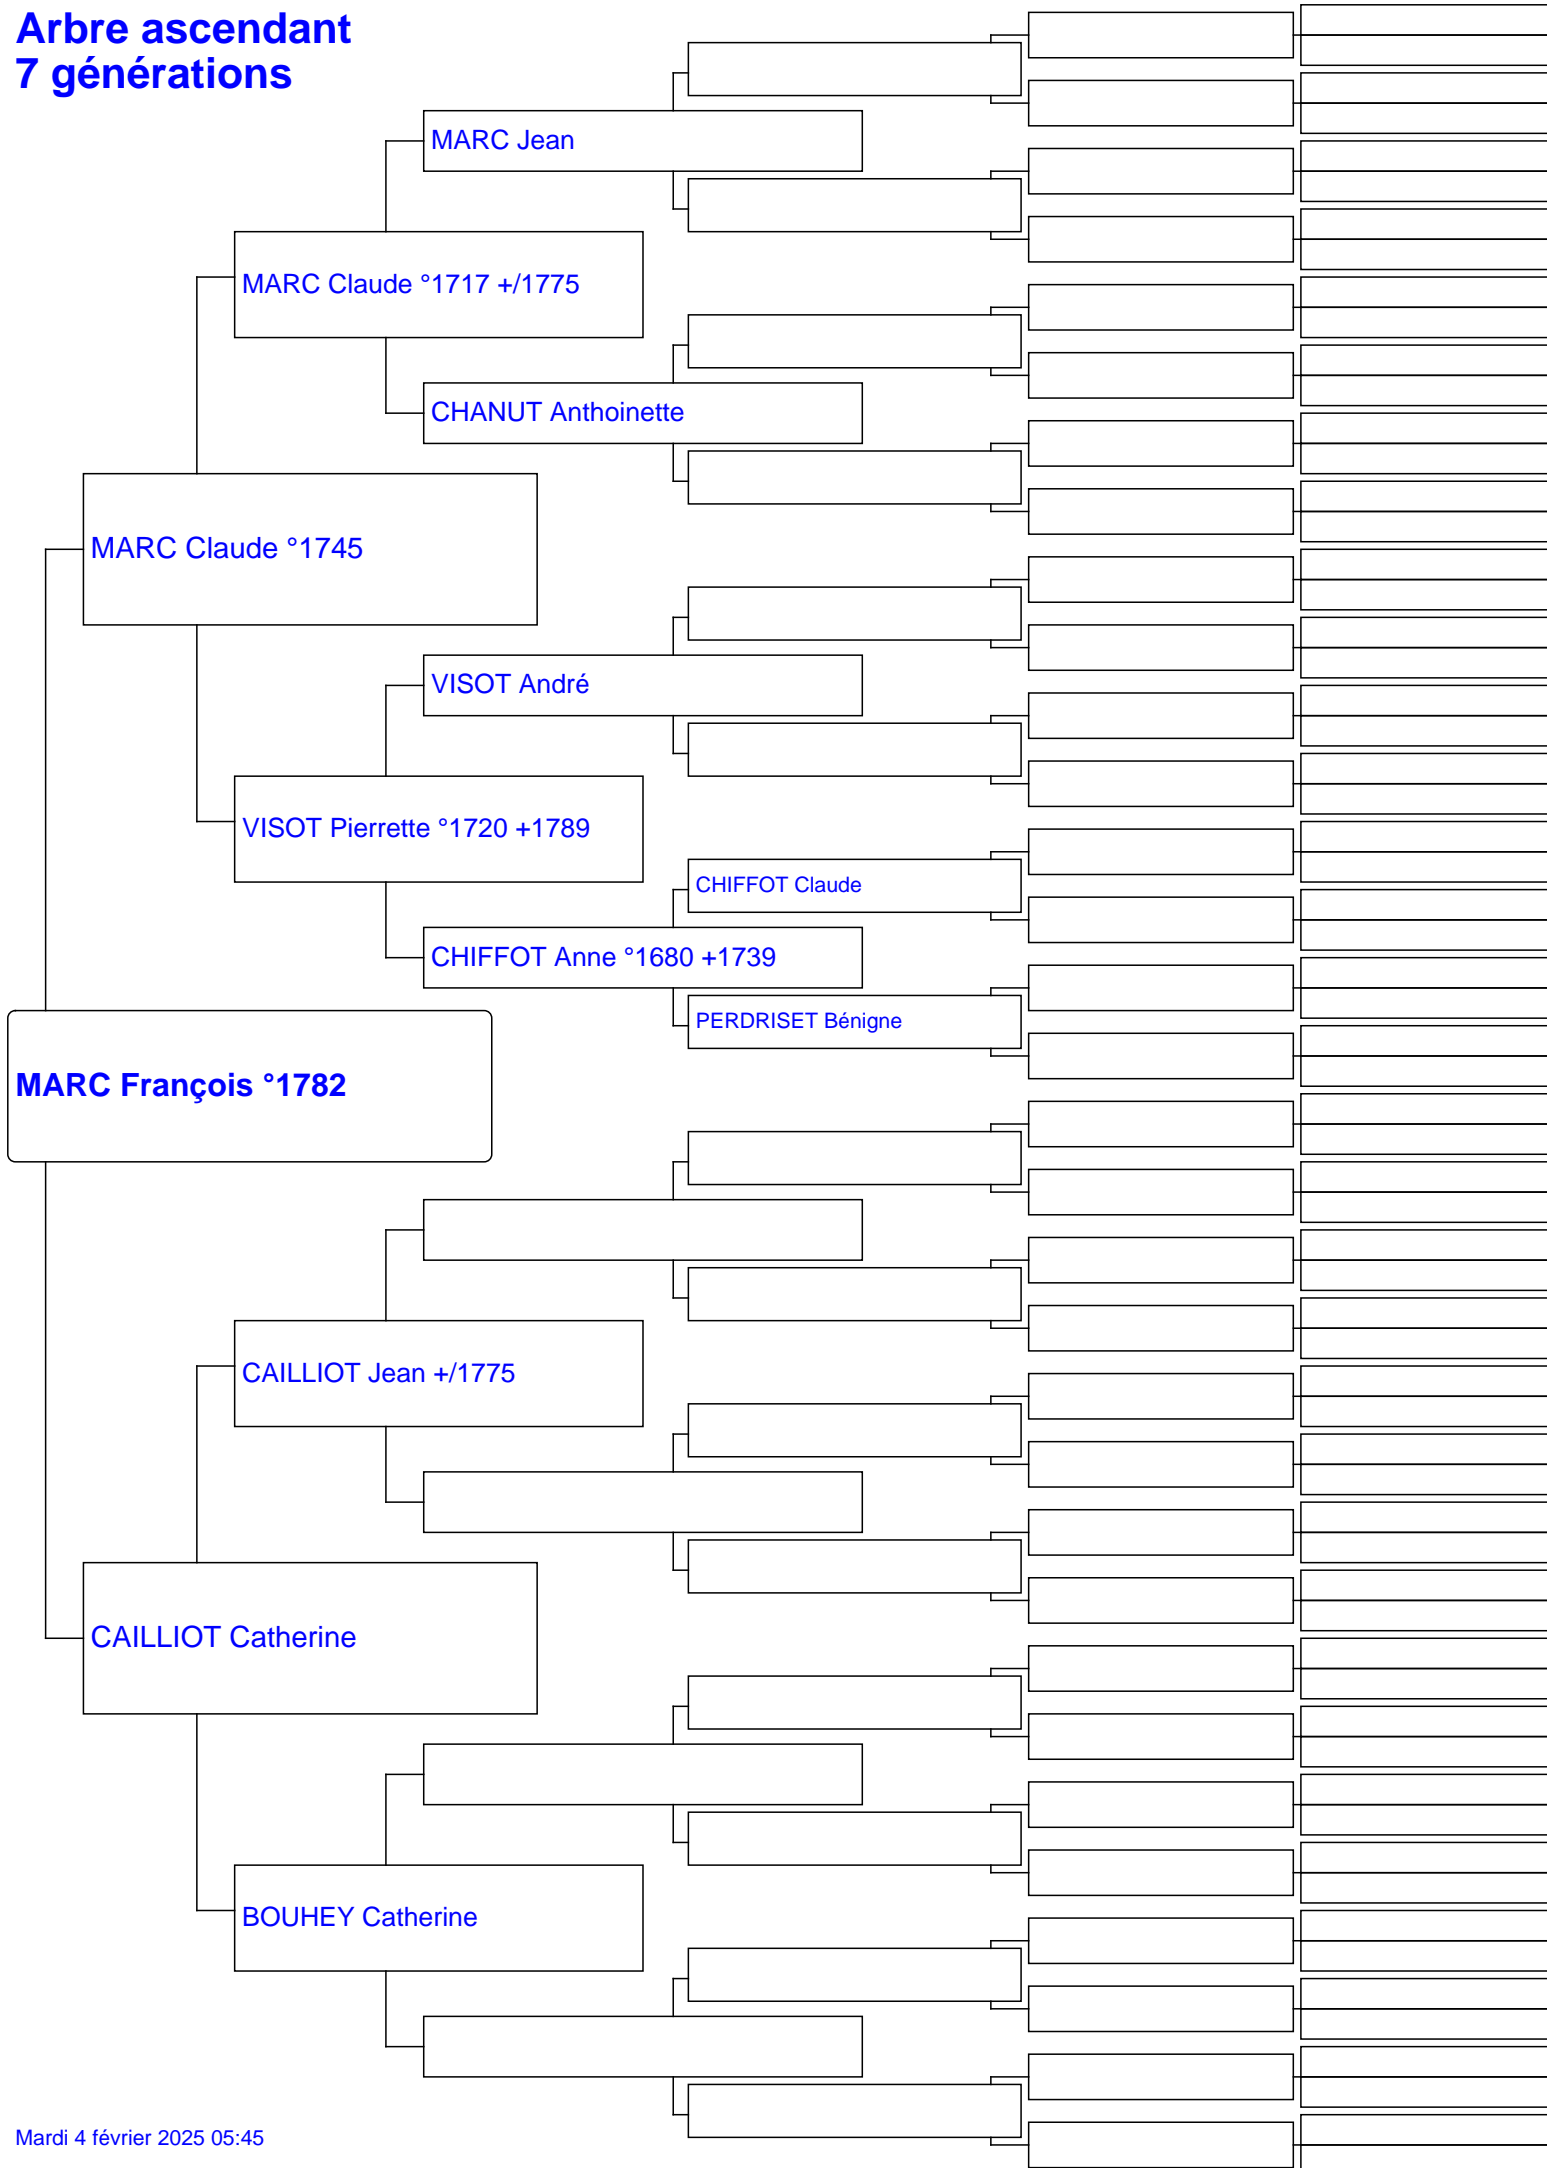 Arbre ascendant
7 générations
MARC Jean
MARC Claude °1717 +/1775
CHANUT Anthoinette
MARC Claude °1745
VISOT André
VISOT Pierrette °1720 +1789
CHIFFOT Claude
CHIFFOT Anne °1680 +1739
PERDRISET Bénigne
MARC François °1782
CAILLIOT Jean +/1775
CAILLIOT Catherine
BOUHEY Catherine
Mardi 4 février 2025 05:45